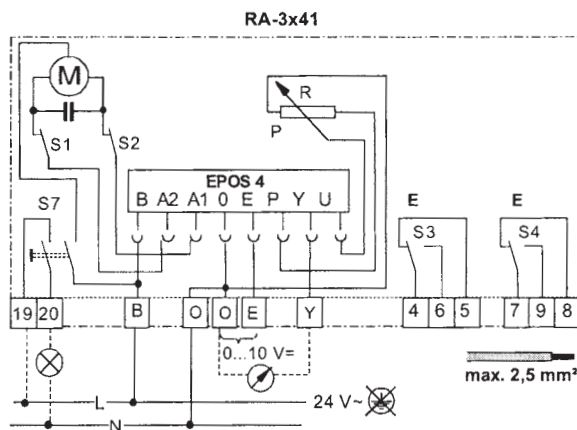 RA-3x41
M
R
P
S1
S2
EPOS 4
B A2 A1 0 E P Y U
S7
E
E
S3
S4
19 20 B O O E Y 4 6 5 7 9 8
0...10 V=
max. 2,5 mm²
L
24 V~
N